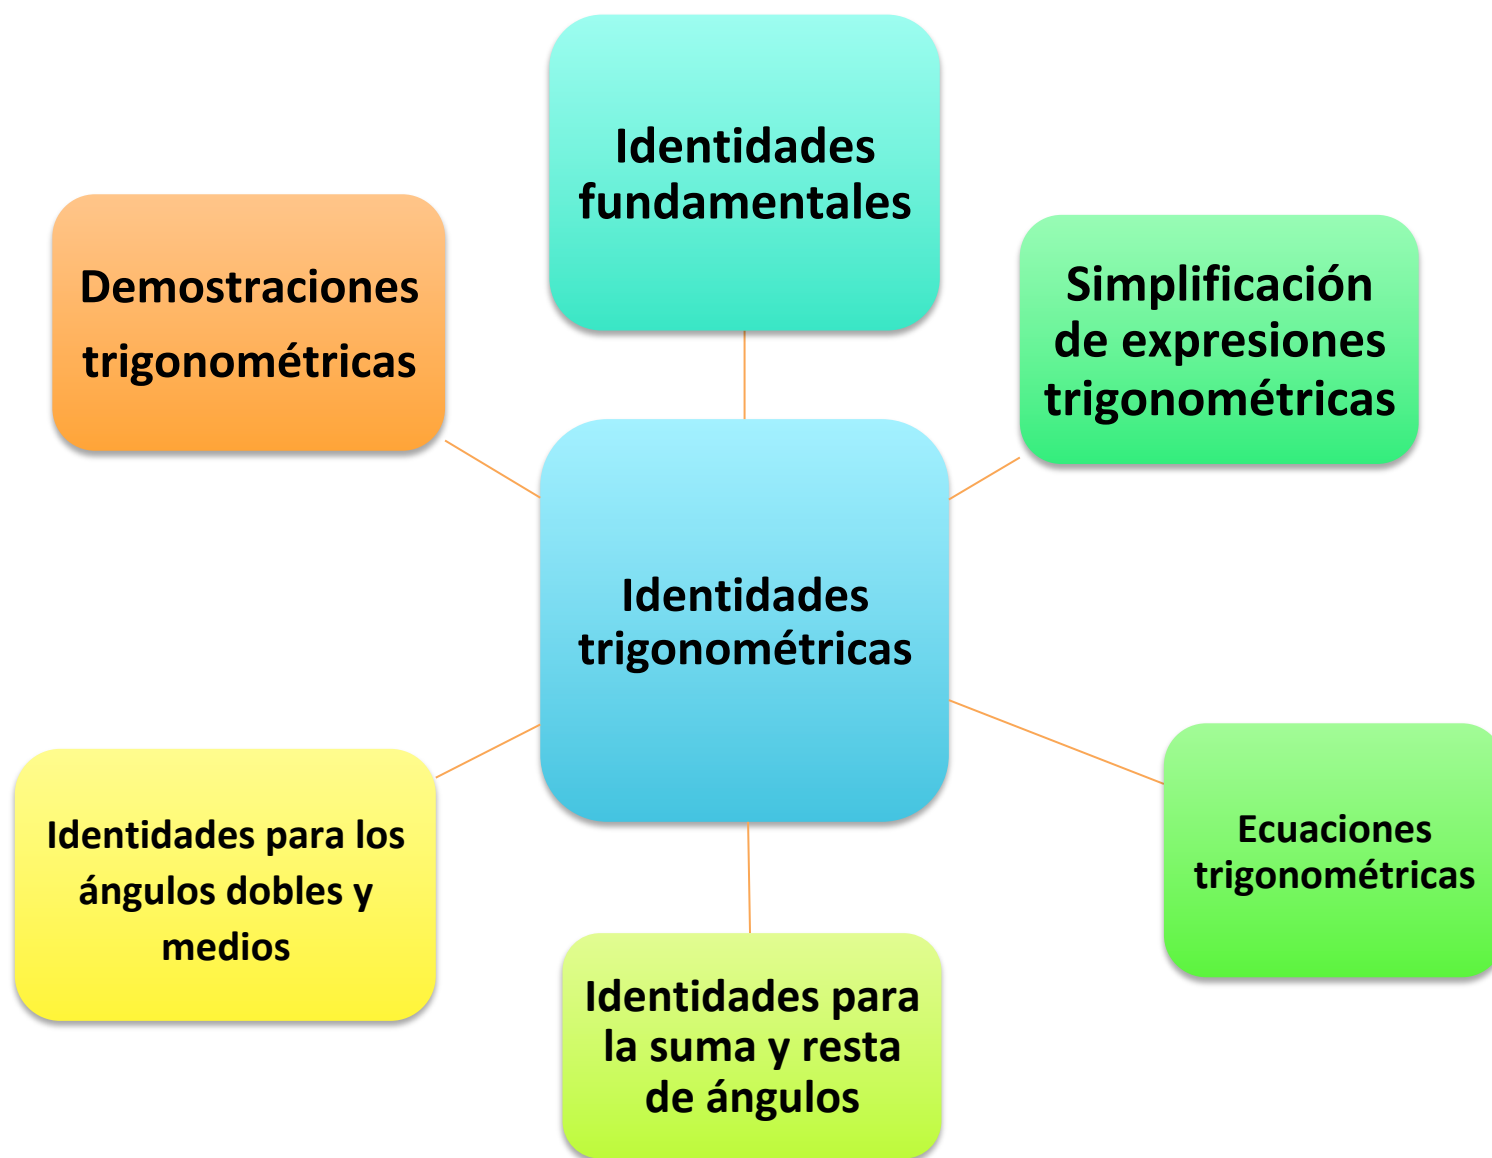 Identidades
fundamentales
Demostraciones
trigonométricas
Simplificación
de expresiones
trigonométricas
Identidades
trigonométricas
Identidades para los
ángulos dobles y
medios
Ecuaciones
trigonométricas
Identidades para
la suma y resta
de ángulos